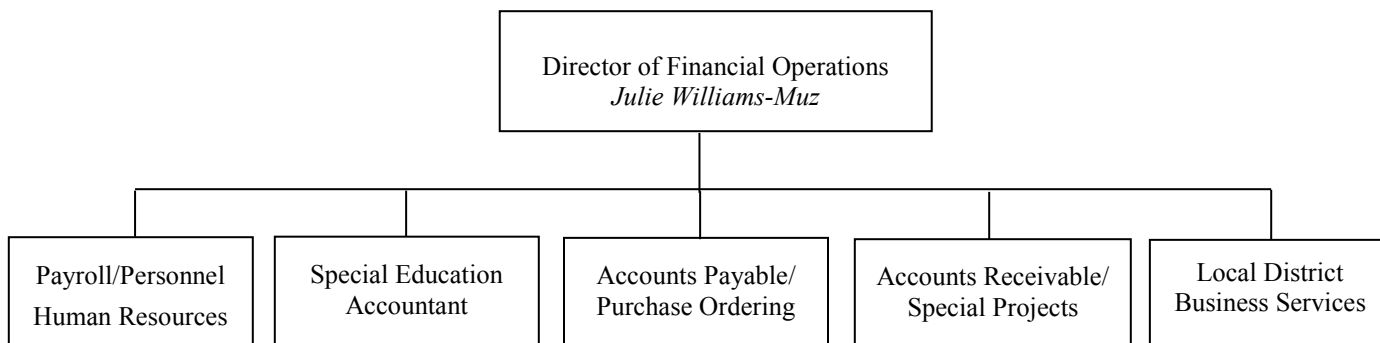 Director of Financial Operations
Julie Williams-Muz
Payroll/Personnel
Human Resources
Special Education
Accountant
Accounts Payable/
Purchase Ordering
Accounts Receivable/
Special Projects
Local District
Business Services